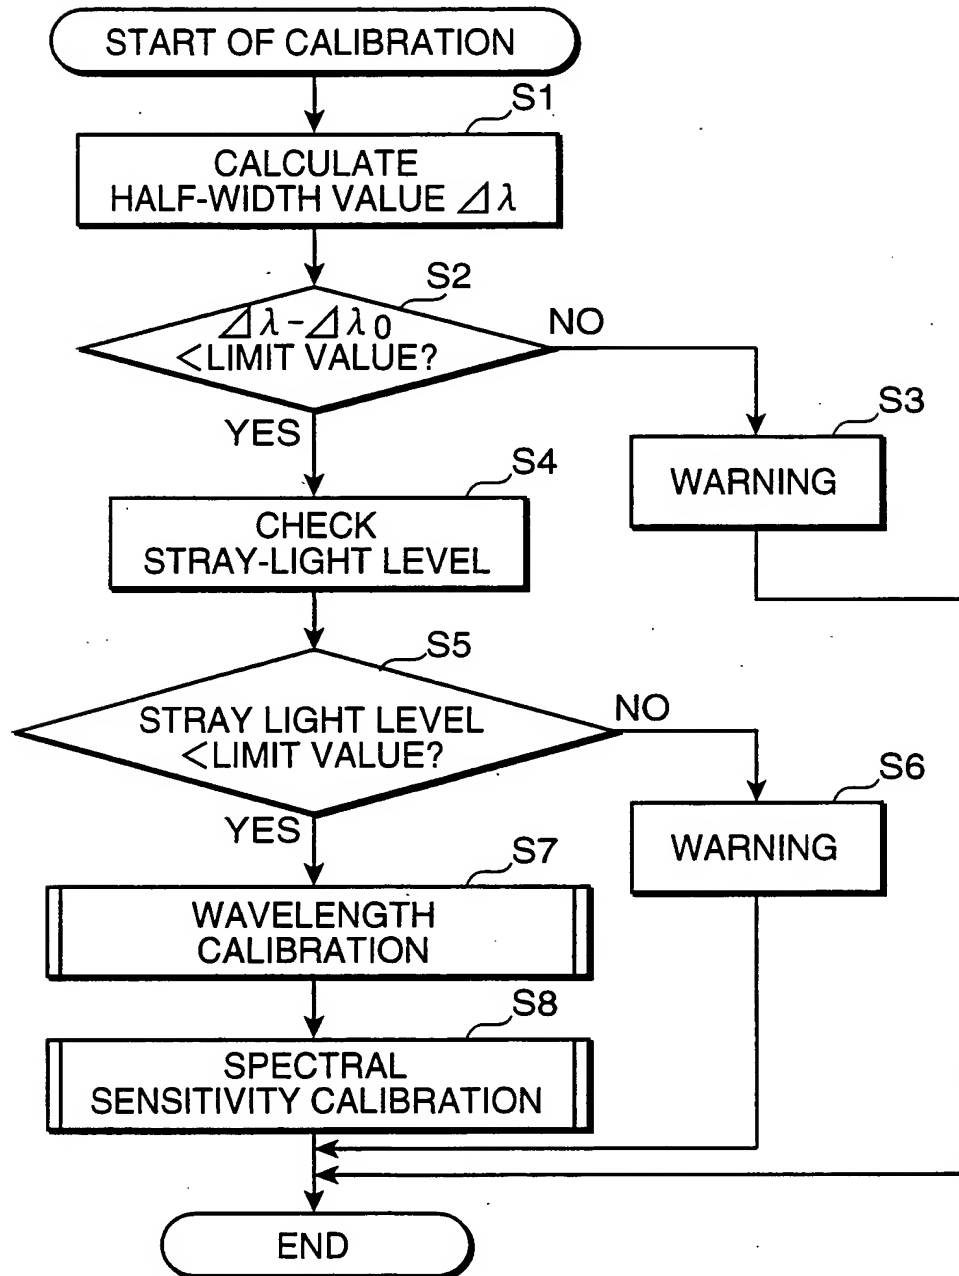 START OF CALIBRATION
S1
CALCULATE
HALF-WIDTH VALUE ⊿λ
S2
⊿λ-⊿λ0
<LIMIT VALUE?
NO
YES
S3
WARNING
S4
CHECK
STRAY-LIGHT LEVEL
S5
STRAY LIGHT LEVEL
<LIMIT VALUE?
NO
YES
S6
WARNING
S7
WAVELENGTH
CALIBRATION
S8
SPECTRAL
SENSITIVITY CALIBRATION
END